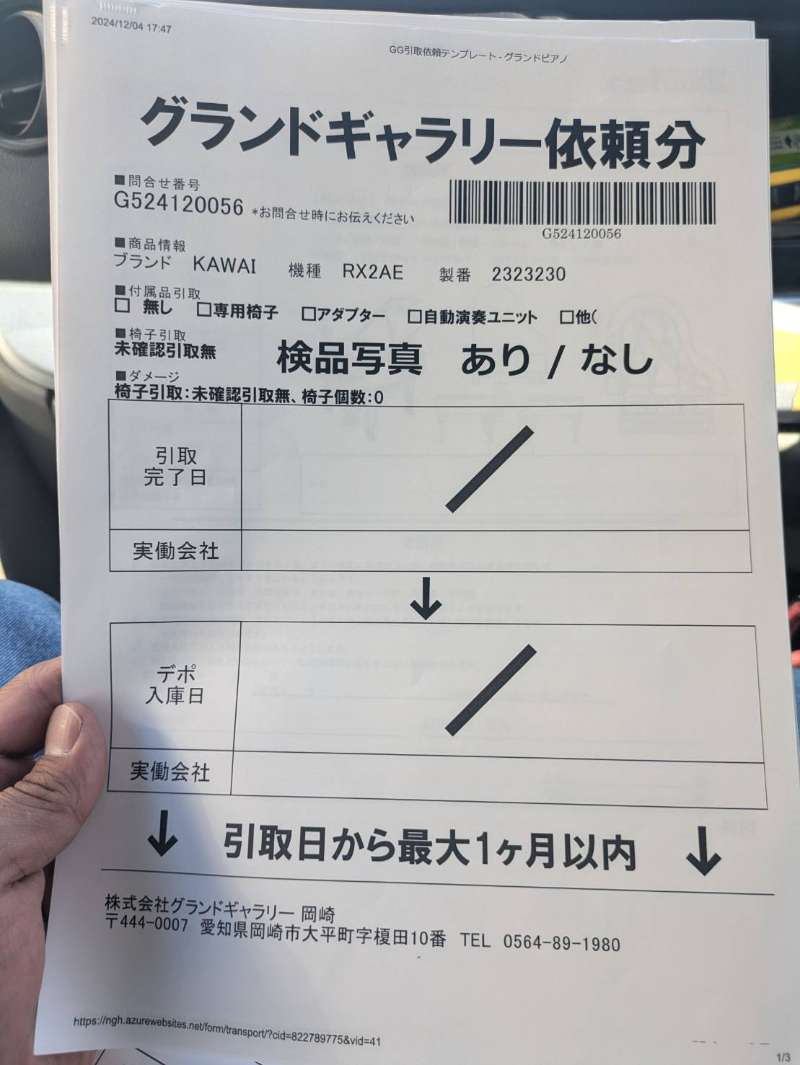 2024/12/04 17:47
GG引取依頼テンプレート - グランドピアノ
グランドギャラリー依頼分
■問合せ番号
G524120056 *お問合せ時にお伝えください
G524120056
■商品情報
ブランド KAWAI 機種 RX2AE 製番 2323230
■付属品引取
□ 無し □専用椅子 □アダプター □自動演奏ユニット □他(
■椅子引取
未確認引取無 検品写真 あり / なし
■ダメージ
椅子引取:未確認引取無、椅子個数:0
引取
完了日
/
実働会社
↓
デポ
入庫日
/
実働会社
↓ 引取日から最大1ヶ月以内 ↓
株式会社グランドギャラリー 岡崎
〒444-0007 愛知県岡崎市大平町字榎田10番 TEL 0564-89-1980
https://ngh.azurewebsites.net/form/transport/?cid=822789775&vid=41
1/3